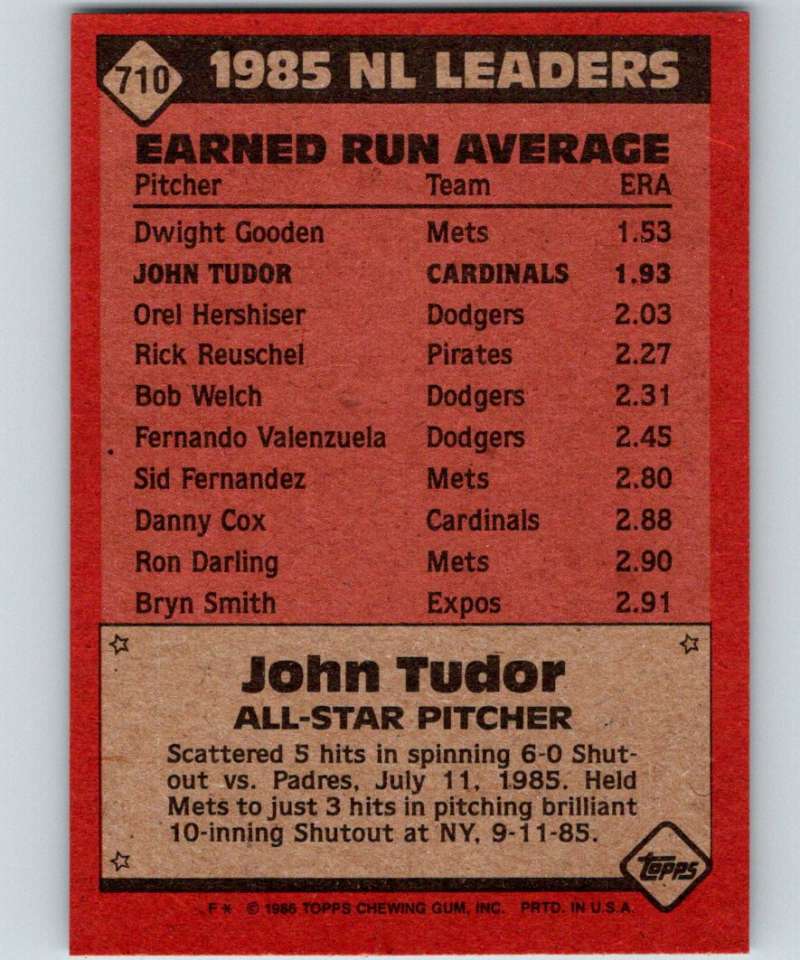 710 1985 NL LEADERS
EARNED RUN AVERAGE
Pitcher Team ERA
Dwight Gooden Mets 1.53
JOHN TUDOR CARDINALS 1.93
Orel Hershiser Dodgers 2.03
Rick Reuschel Pirates 2.27
Bob Welch Dodgers 2.31
Fernando Valenzuela Dodgers 2.45
Sid Fernandez Mets 2.80
Danny Cox Cardinals 2.88
Ron Darling Mets 2.90
Bryn Smith Expos 2.91
John Tudor
ALL-STAR PITCHER
Scattered 5 hits in spinning 6-0 Shut-
out vs. Padres, July 11, 1985. Held
Mets to just 3 hits in pitching brilliant
10-inning Shutout at NY, 9-11-85.
Topps
F* © 1986 TOPPS CHEWING GUM, INC. PRTD. IN U.S.A.